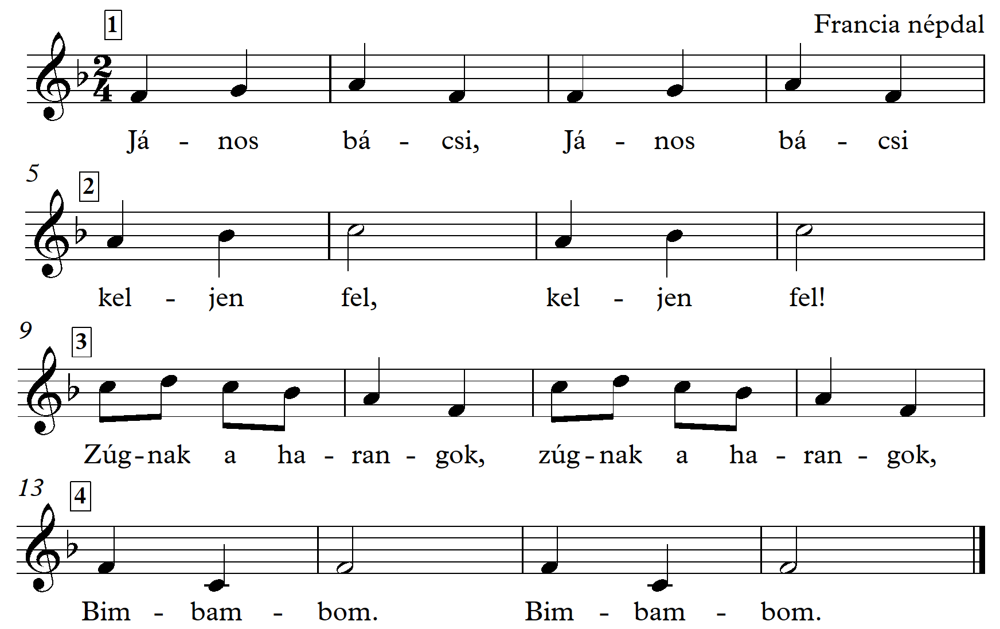 1
Francia népdal
2
4
Já - nos bá - csi, Já - nos bá - csi
5
2
kel - jen fel, kel - jen fel!
9
3
Zúg - nak a ha - ran - gok, zúg - nak a ha - ran - gok,
13
4
Bim - bam - bom. Bim - bam - bom.